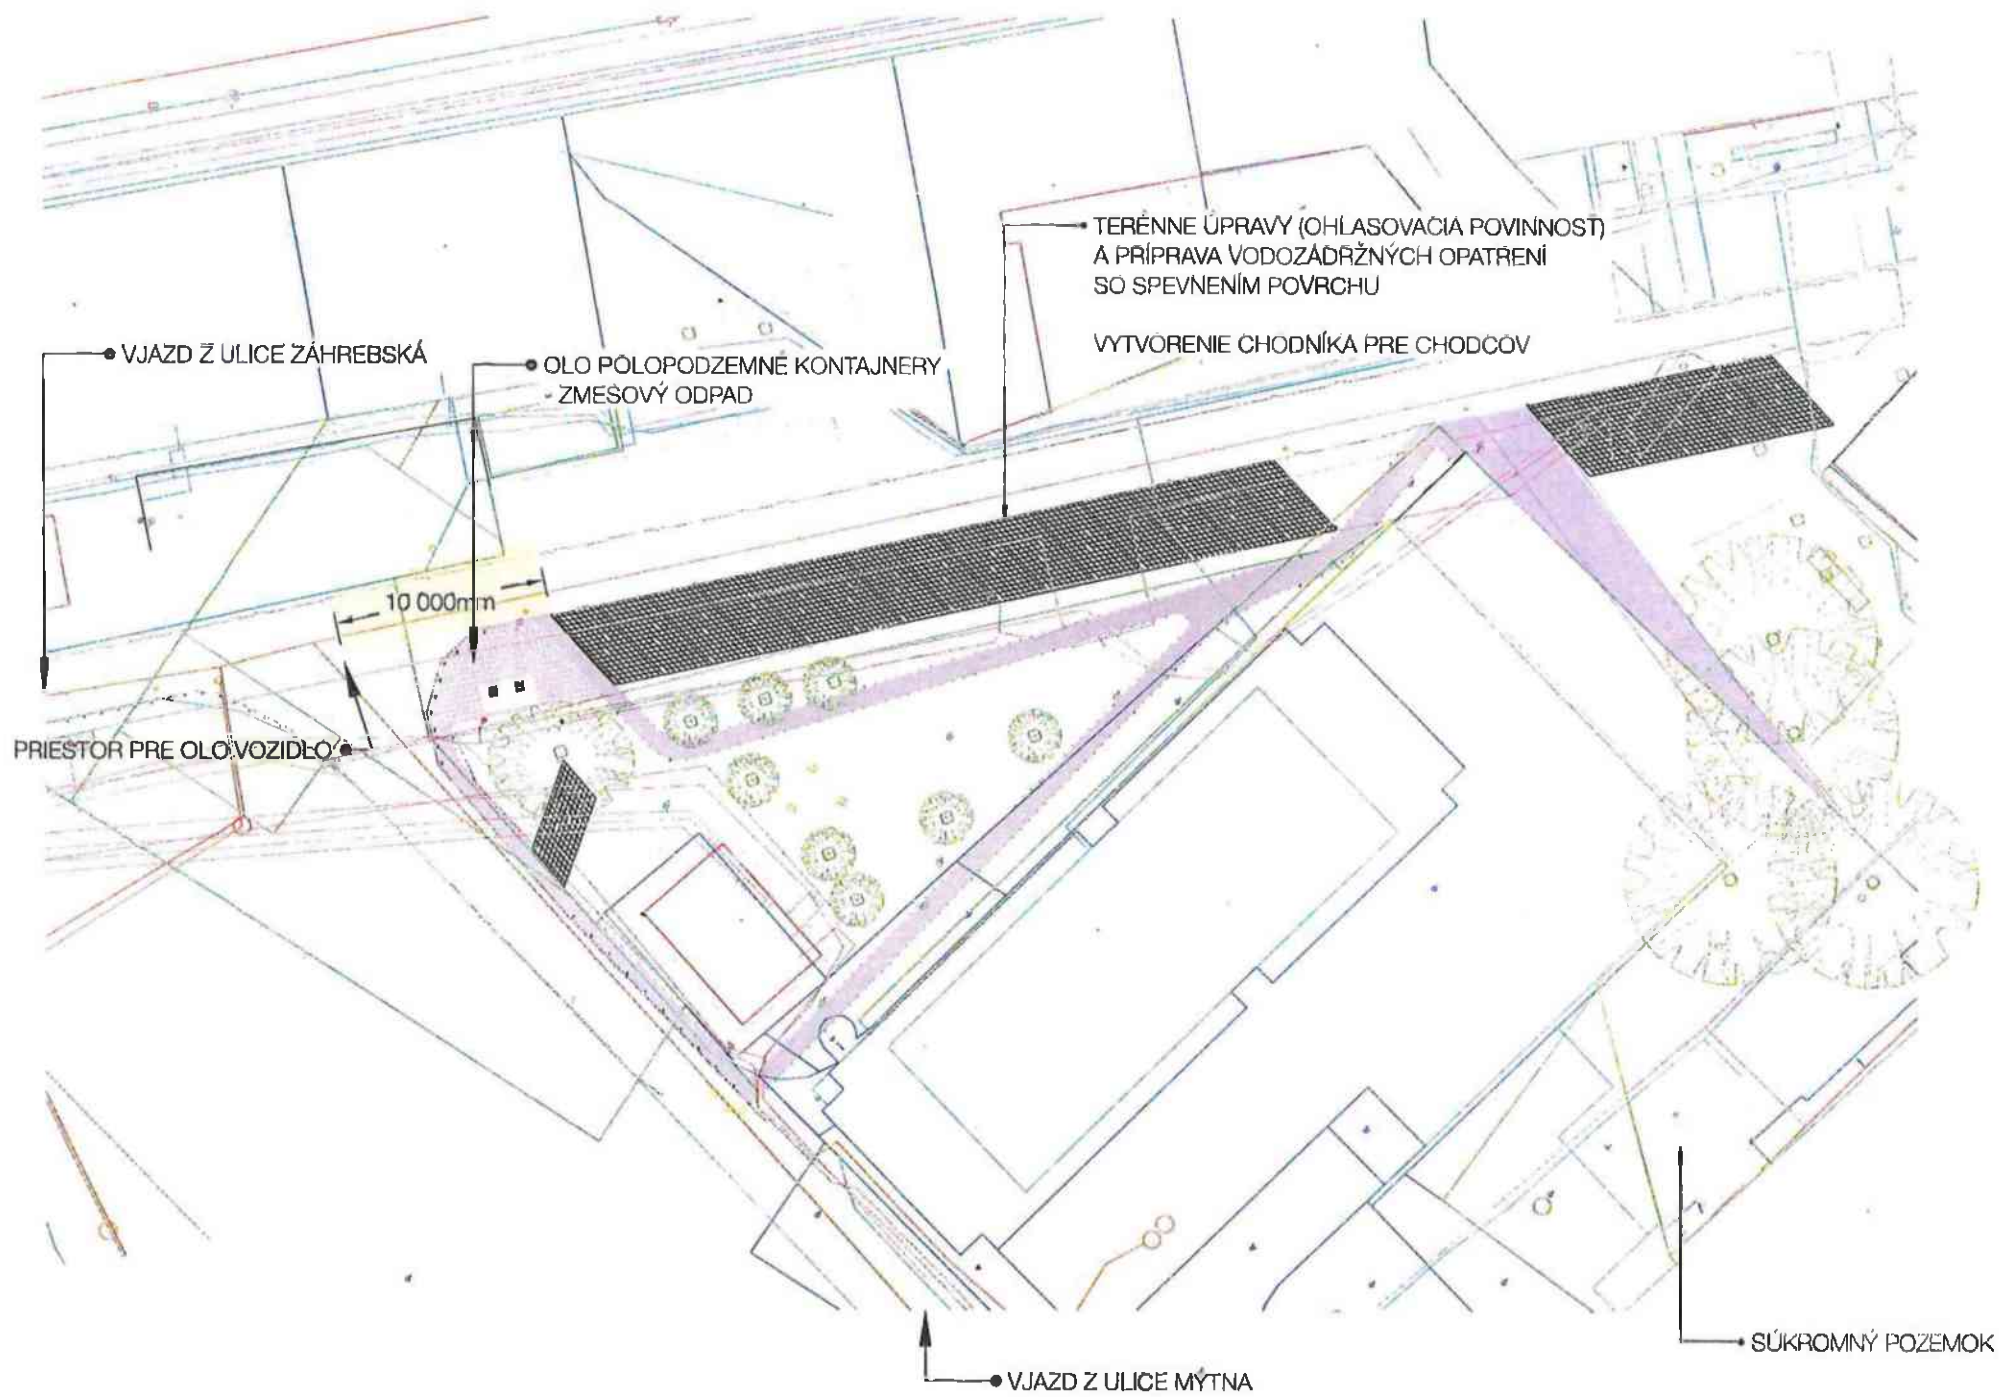 TERÉNNE ÚPRAVY (OHLASOVACIA POVINNOSŤ)
A PRÍPRAVA VODOZÁDRŽNÝCH OPATRENÍ
SO SPEVNENÍM POVRCHU
VYTVORENIE CHODNÍKA PRE CHODCOV
VJAZD Z ULICE ZÁHREBSKÁ
OLO POLOPODZEMNÉ KONTAJNERY
- ZMESOVÝ ODPAD
10 000mm
PRIESTOR PRE OLO VOZIDLO
SÚKROMNÝ POZEMOK
VJAZD Z ULICE MÝTNA